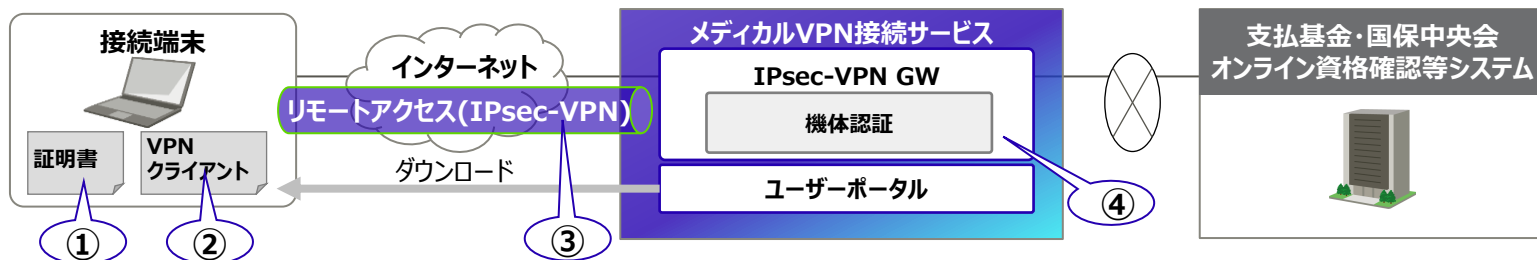 接続端末
証明書
VPN
クライアント
①
②
インターネット
リモートアクセス(IPsec-VPN)
ダウンロード
③
メディカルVPN接続サービス
IPsec-VPN GW
機体認証
ユーザーポータル
④
支払基金・国保中央会
オンライン資格確認等システム